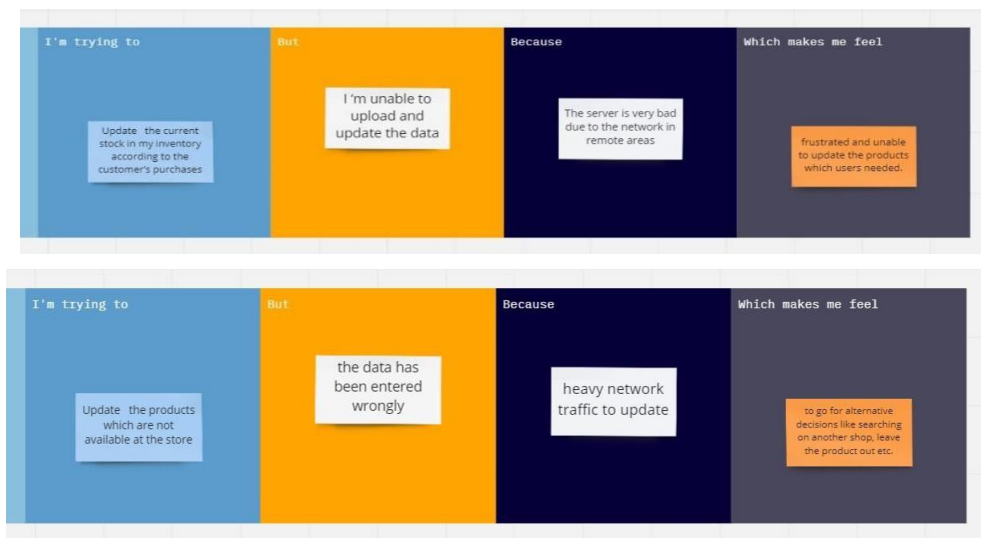 I'm trying to
But
Because
Which makes me feel
Update the current
stock in my inventory
according to the
customer's purchases
I 'm unable to
upload and
update the data
The server is very bad
due to the network in
remote areas
frustrated and unable
to update the products
which users needed.
I'm trying to
But
Because
Which makes me feel
Update the products
which are not
available at the store
the data has
been entered
wrongly
heavy network
traffic to update
to go for alternative
decisions like searching
on another shop, leave
the product out etc.